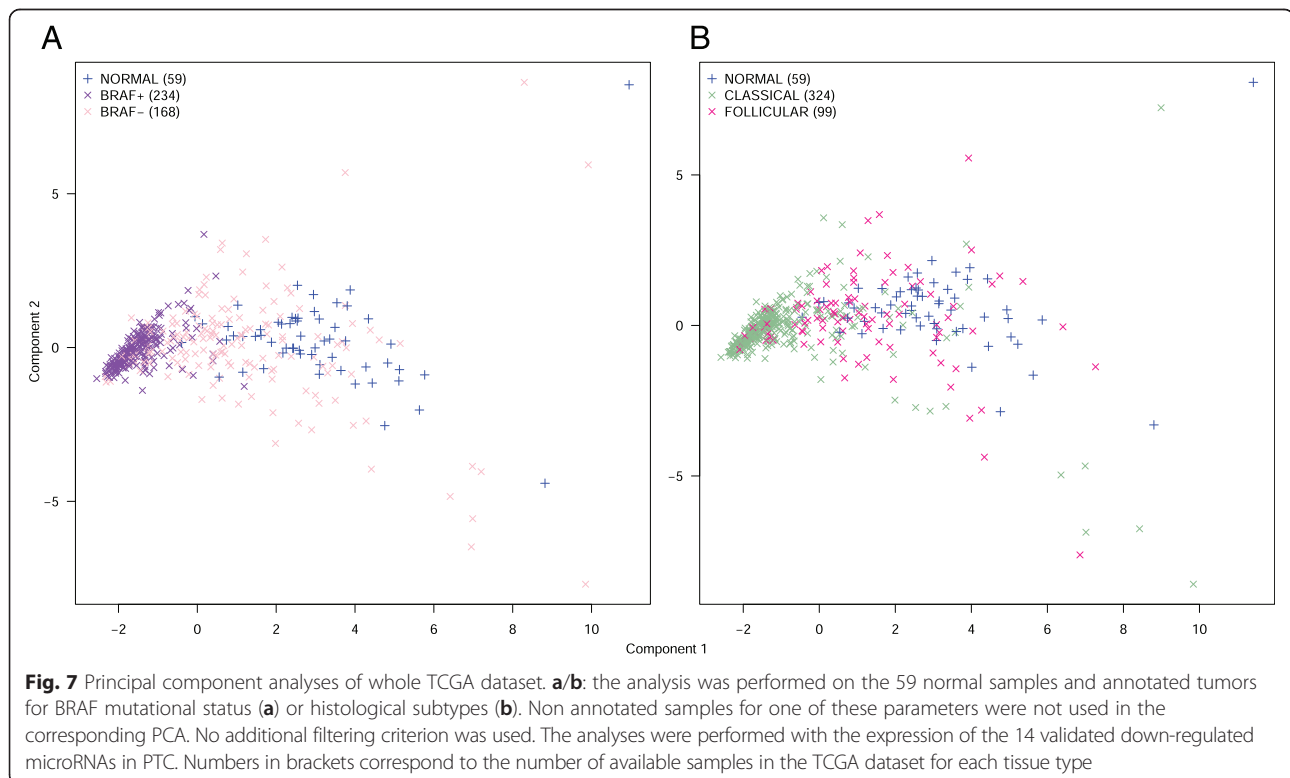 A
B
NORMAL (59)
BRAF+ (234)
BRAF− (168)
NORMAL (59)
CLASSICAL (324)
FOLLICULAR (99)
5
0
−5
5
0
−5
Component 2
−2 0 2 4 6 8 10
−2 0 2 4 6 8 10
Component 1
Fig. 7 Principal component analyses of whole TCGA dataset. a/b: the analysis was performed on the 59 normal samples and annotated tumors
for BRAF mutational status (a) or histological subtypes (b). Non annotated samples for one of these parameters were not used in the
corresponding PCA. No additional filtering criterion was used. The analyses were performed with the expression of the 14 validated down-regulated
microRNAs in PTC. Numbers in brackets correspond to the number of available samples in the TCGA dataset for each tissue type